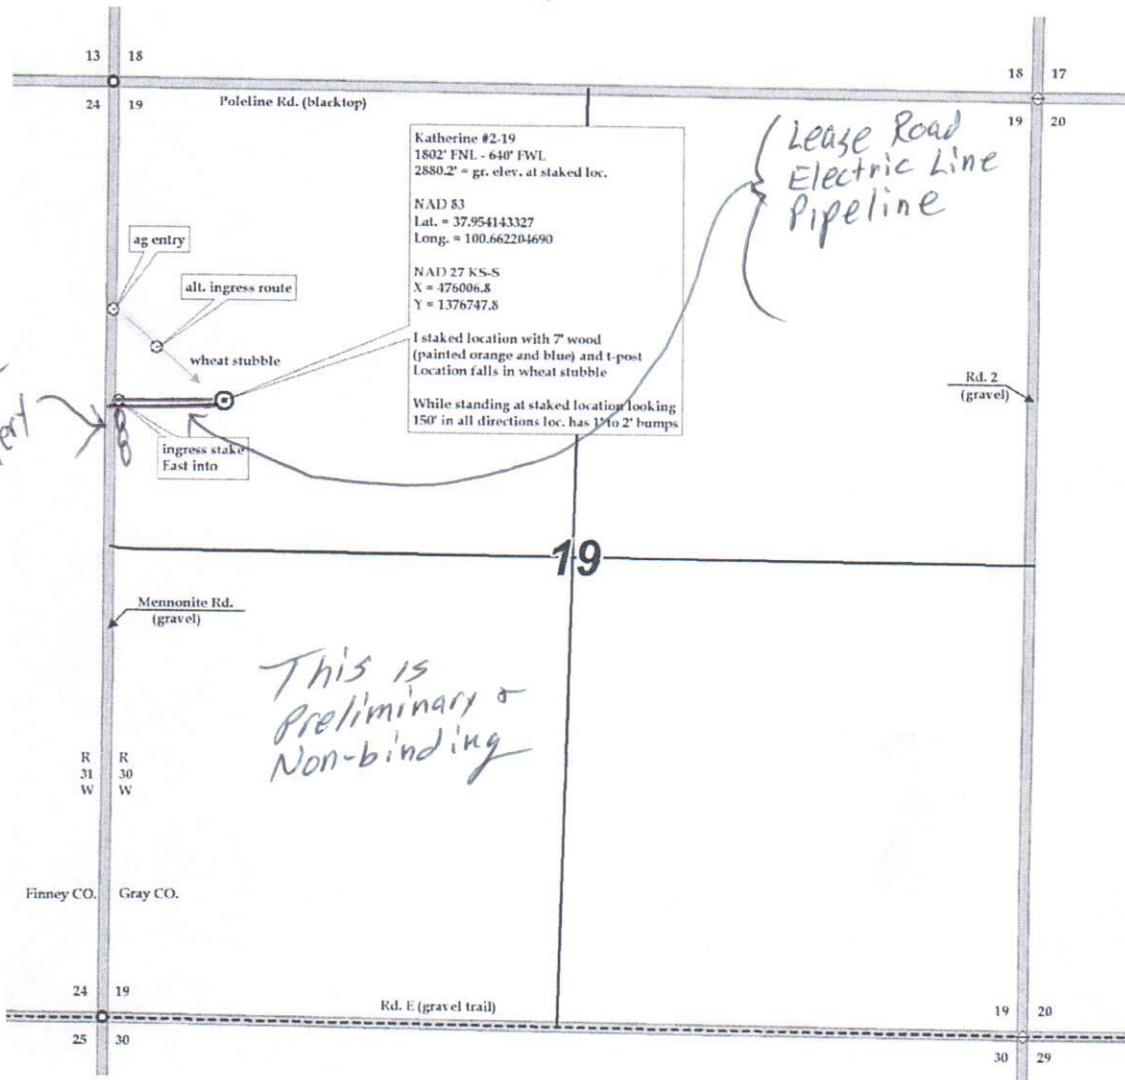 13 18
24 19
Poleline Rd. (blacktop)
18 17
19 20
Katherine #2-19
1802' FNL - 640' FWL
2880.2' = gr. elev. at staked loc.
NAD 83
Lat. = 37.954143327
Long. = 100.662204690
NAD 27 KS-S
X = 476006.8
Y = 1376747.8
I staked location with 7' wood
(painted orange and blue) and t-post
Location falls in wheat stubble
While standing at staked location looking
150' in all directions loc. has 1' to 2' bumps
Lease Road
Electric Line
Pipeline
ag entry
alt. ingress route
wheat stubble
ingress stake
East into
Rd. 2
(gravel)
19
Mennonite Rd.
(gravel)
This is
Preliminary &
Non-binding
R R
31 30
W W
Finney CO. Gray CO.
24 19
25 30
Rd. E (gravel trail)
19 20
30 29